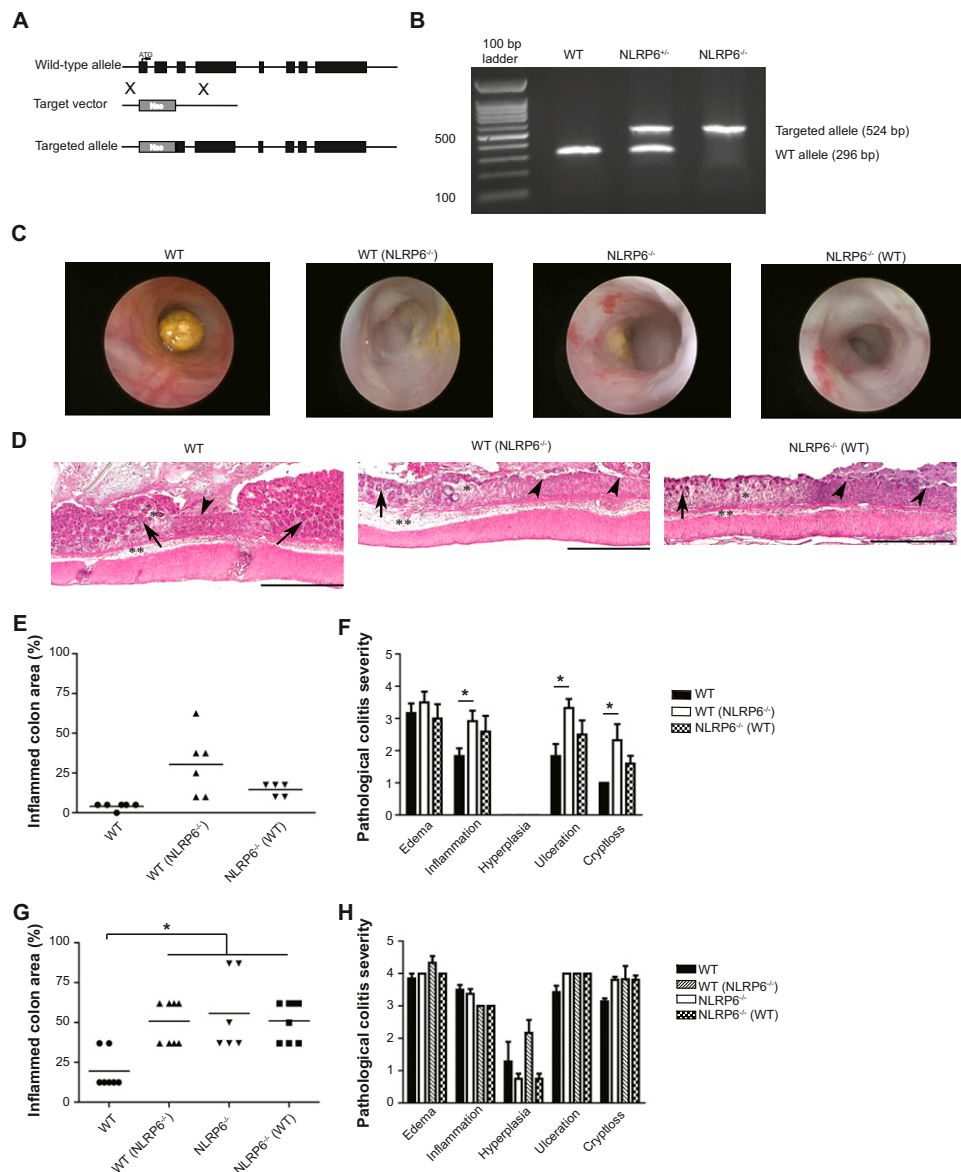 A
ATG
Wild-type allele
X X
Target vector
Neo
Targeted allele
Neo
B
100 bp ladder
WT
NLRP6+/-
NLRP6-/-
500
100
Targeted allele (524 bp)
WT allele (296 bp)
C
WT
WT (NLRP6-/-)
NLRP6-/-
NLRP6-/- (WT)
D
WT
*
**
WT (NLRP6-/-)
*
**
NLRP6-/- (WT)
*
**
E
Inflammed colon area (%)
100
75
50
25
0
WT
WT (NLRP6-/-)
NLRP6-/- (WT)
F
Pathological colitis severity
5
4
3
2
1
0
*
*
*
Edema
Inflammation
Hyperplasia
Ulceration
Cryptloss
WT
WT (NLRP6-/-)
NLRP6-/- (WT)
G
Inflammed colon area (%)
100
75
50
25
0
*
WT
WT (NLRP6-/-)
NLRP6-/-
NLRP6-/- (WT)
H
Pathological colitis severity
5
4
3
2
1
0
Edema
Inflammation
Hyperplasia
Ulceration
Cryptloss
WT
WT (NLRP6-/-)
NLRP6-/-
NLRP6-/- (WT)